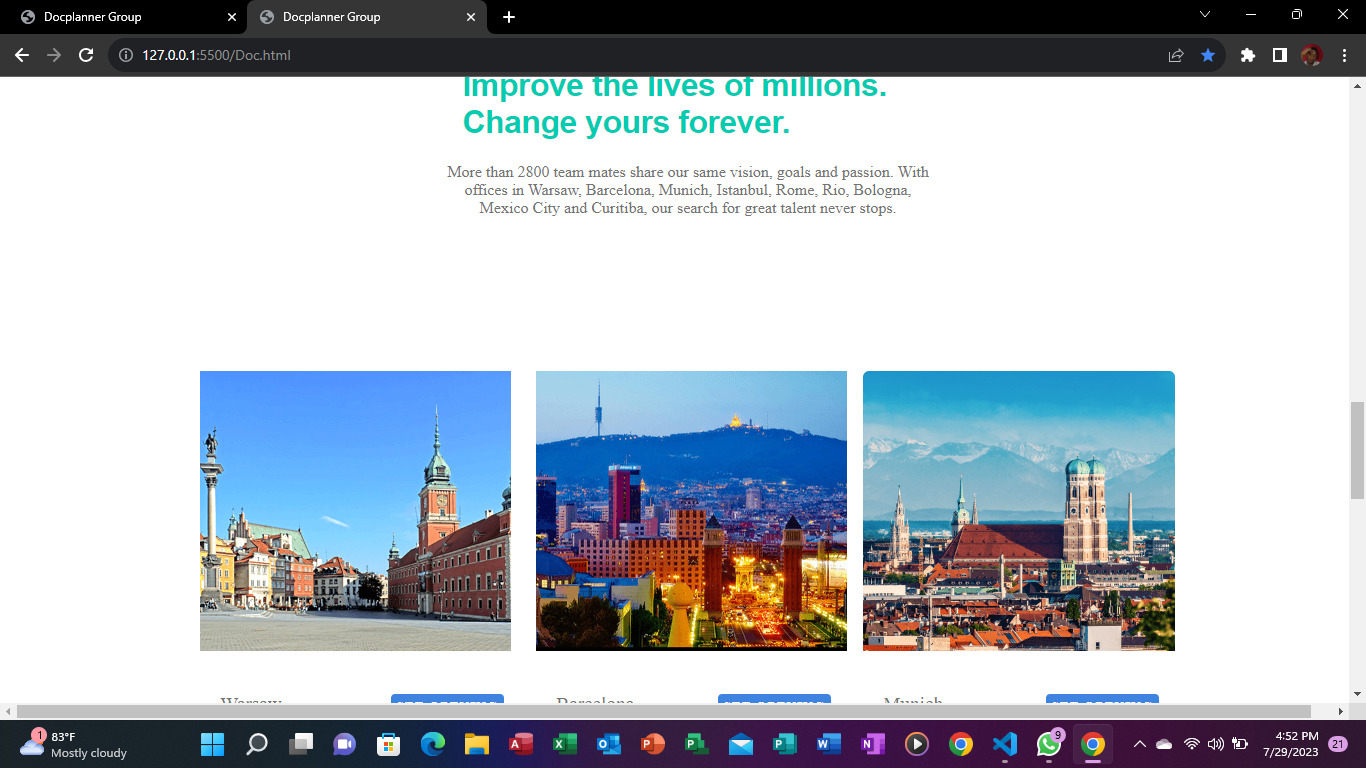 Docplanner Group
Docplanner Group
127.0.0.1:5500/Doc.html
Improve the lives of millions.
Change yours forever.
More than 2800 team mates share our same vision, goals and passion. With
offices in Warsaw, Barcelona, Munich, Istanbul, Rome, Rio, Bologna,
Mexico City and Curitiba, our search for great talent never stops.
Warsaw
Barcelona
Munich
1
83°F
Mostly cloudy
9
4:52 PM
7/29/2023
21